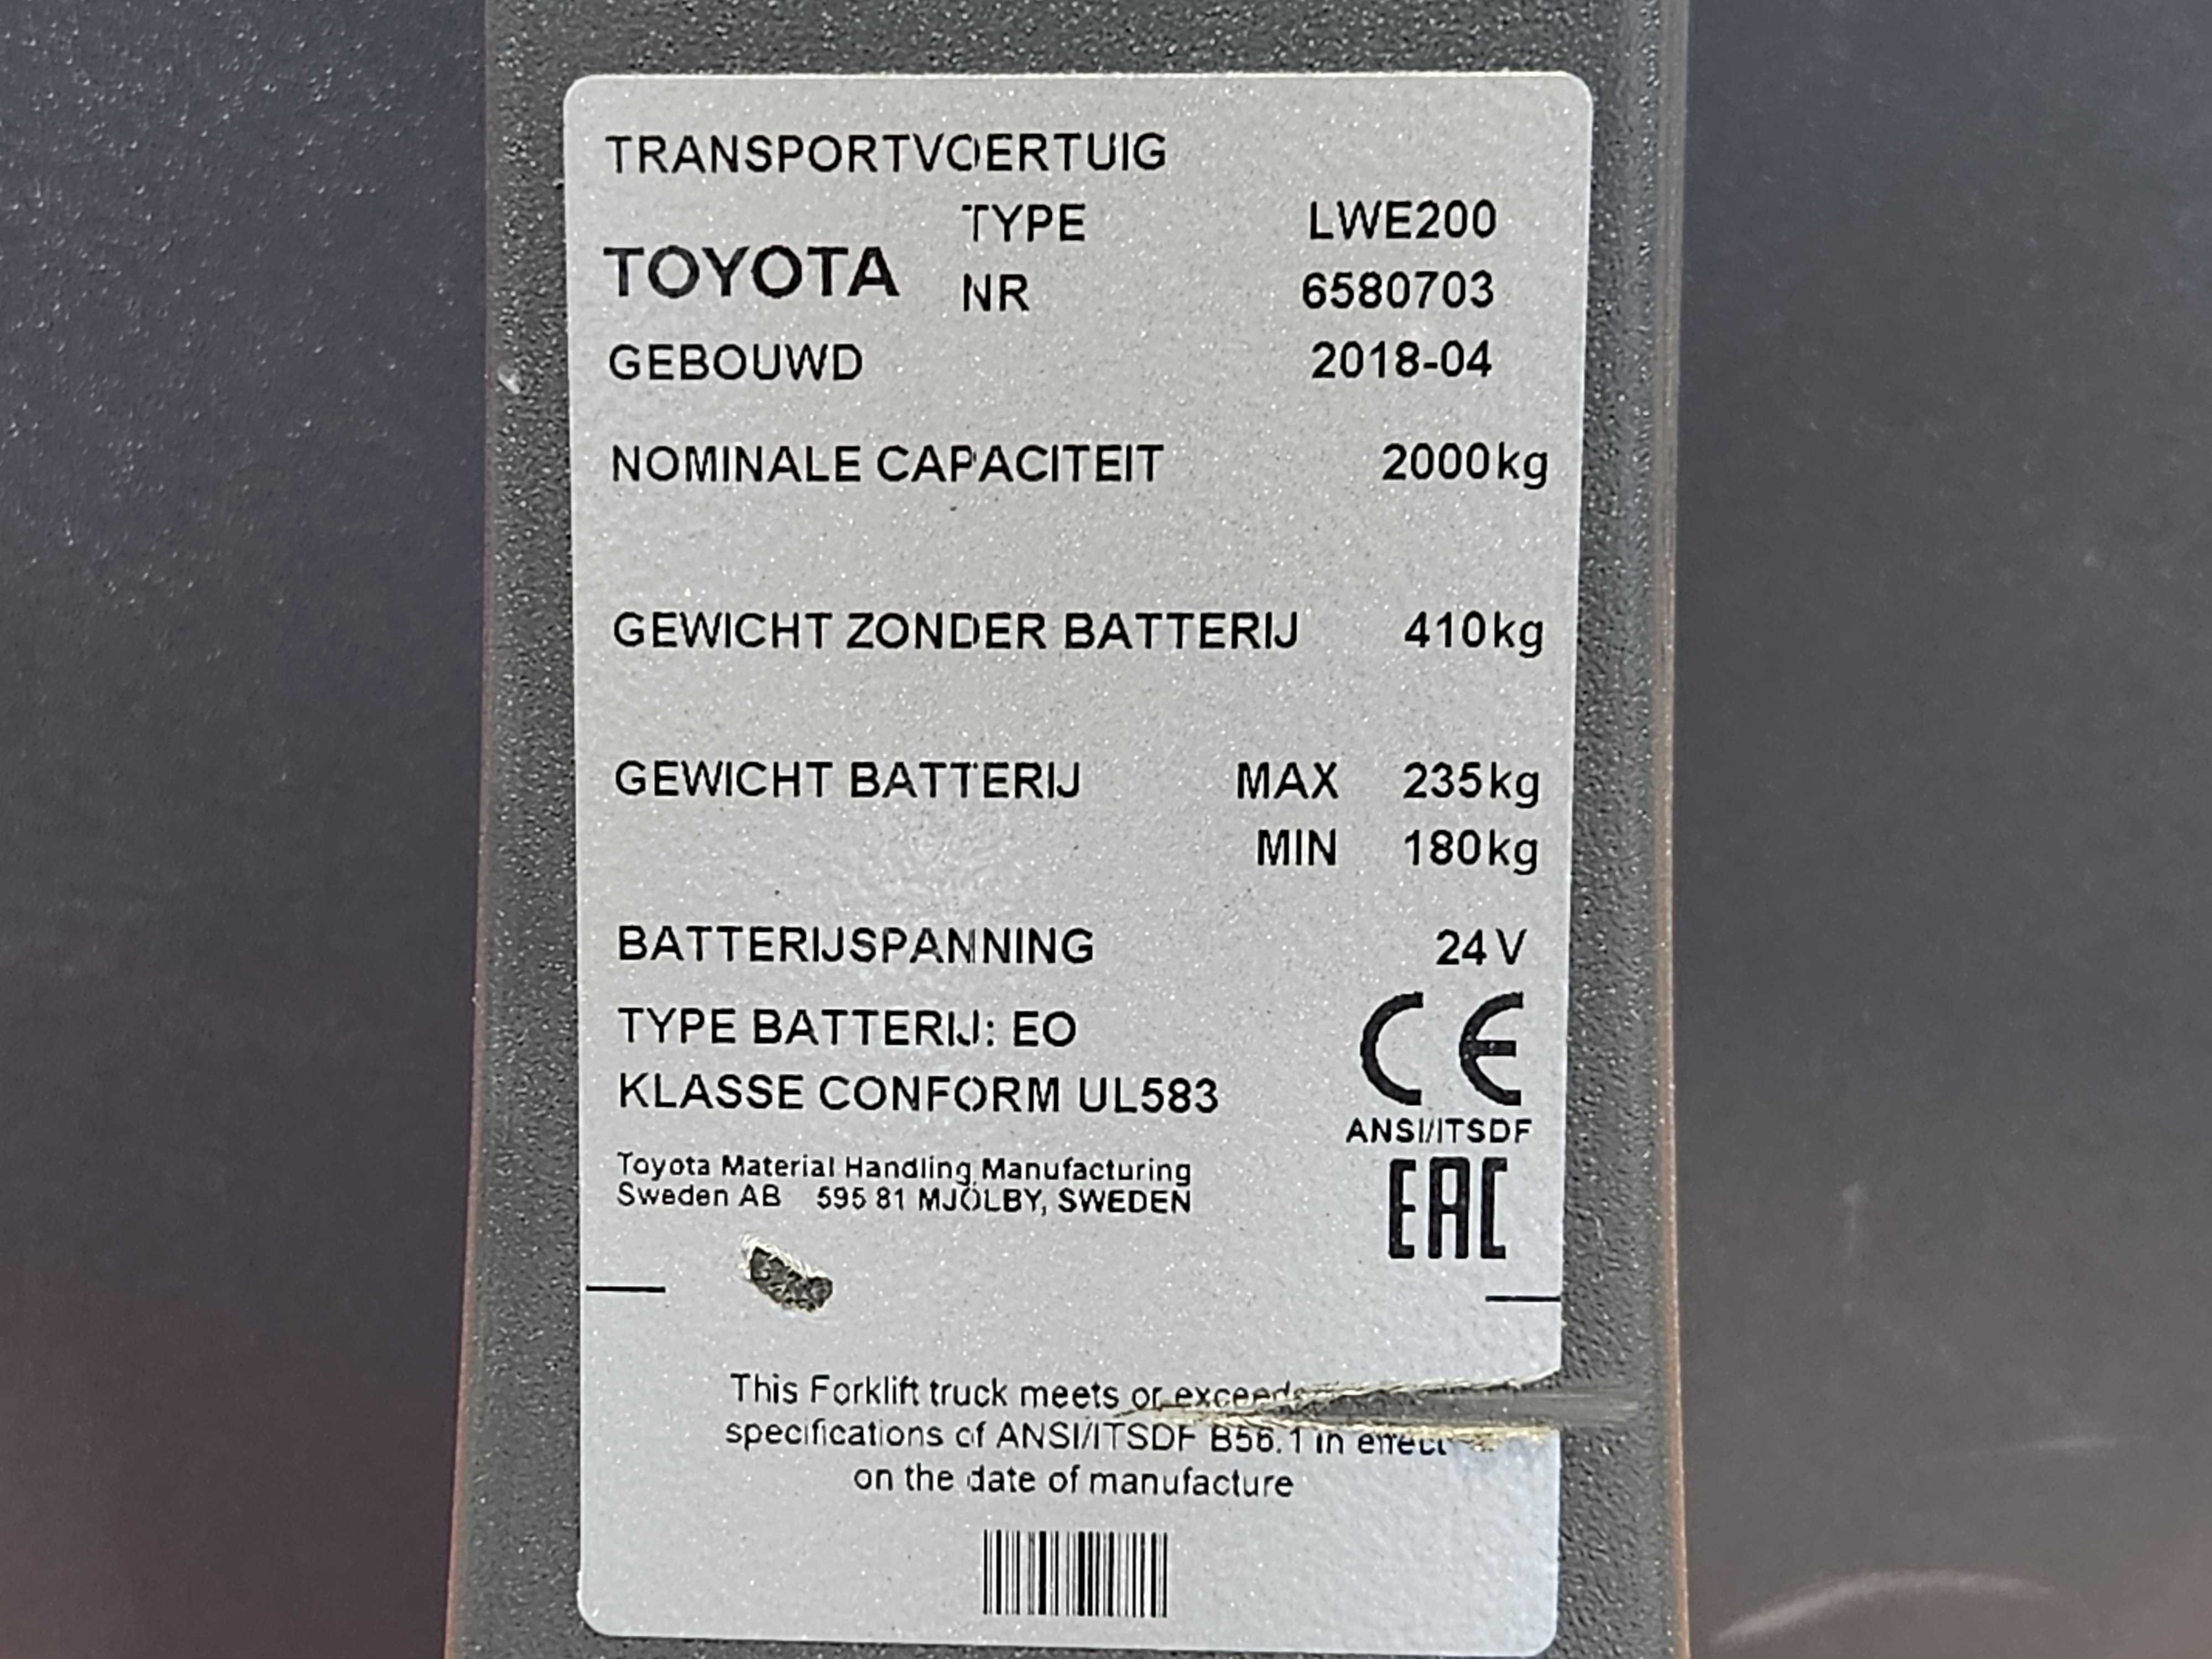 TRANSPORTVOERTUIG
TYPE LWE200
TOYOTA
NR 6580703
GEBOUWD 2018-04
NOMINALE CAPACITEIT 2000kg
GEWICHT ZONDER BATTERIJ 410kg
GEWICHT BATTERIJ MAX 235kg
MIN 180kg
BATTERIJSPANNING 24V
TYPE BATTERIJ: EO
KLASSE CONFORM UL583
CE
ANSI/ITSDF
EAC
Toyota Material Handling Manufacturing
Sweden AB 595 81 MJÖLBY, SWEDEN
This Forklift truck meets or exceeds
specifications of ANSI/ITSDF B56.1 in effect
on the date of manufacture